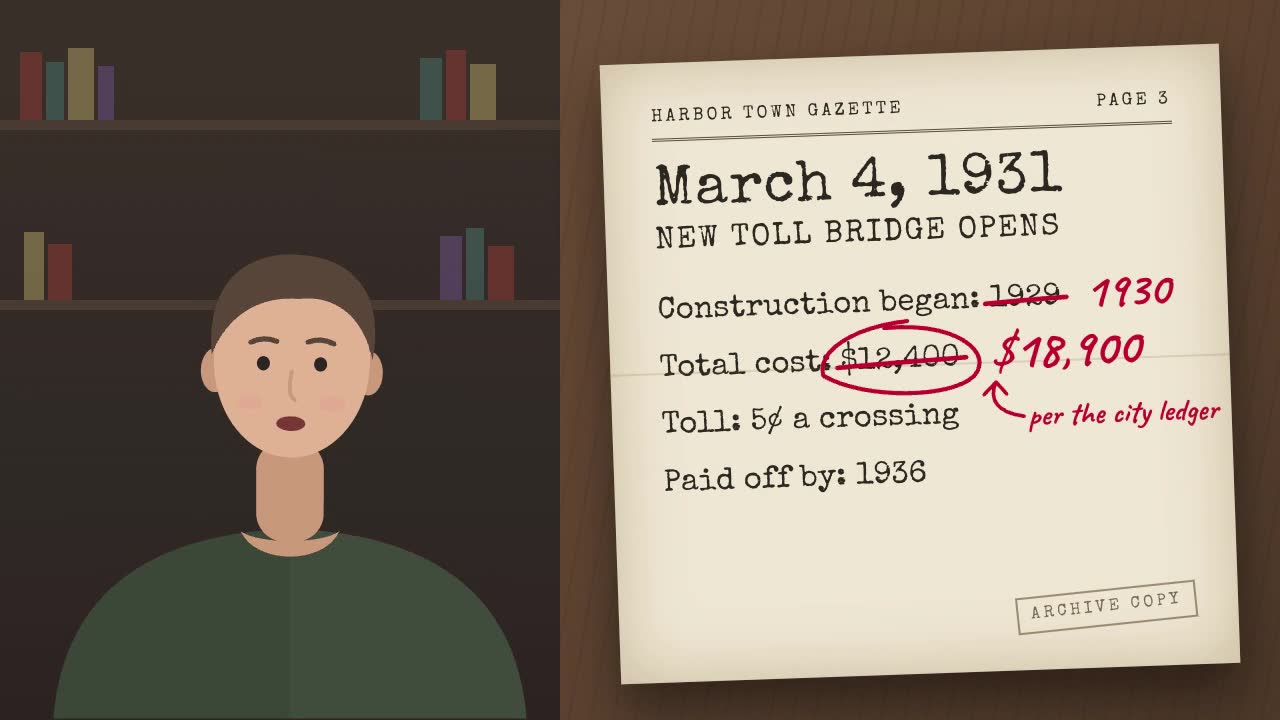 HARBOR TOWN GAZETTE PAGE 3
March 4, 1931
NEW TOLL BRIDGE OPENS
Construction began: 1929 1930
Total cost: $12,400 $18,900
Toll: 5¢ a crossing
per the city ledger
Paid off by: 1936
ARCHIVE COPY